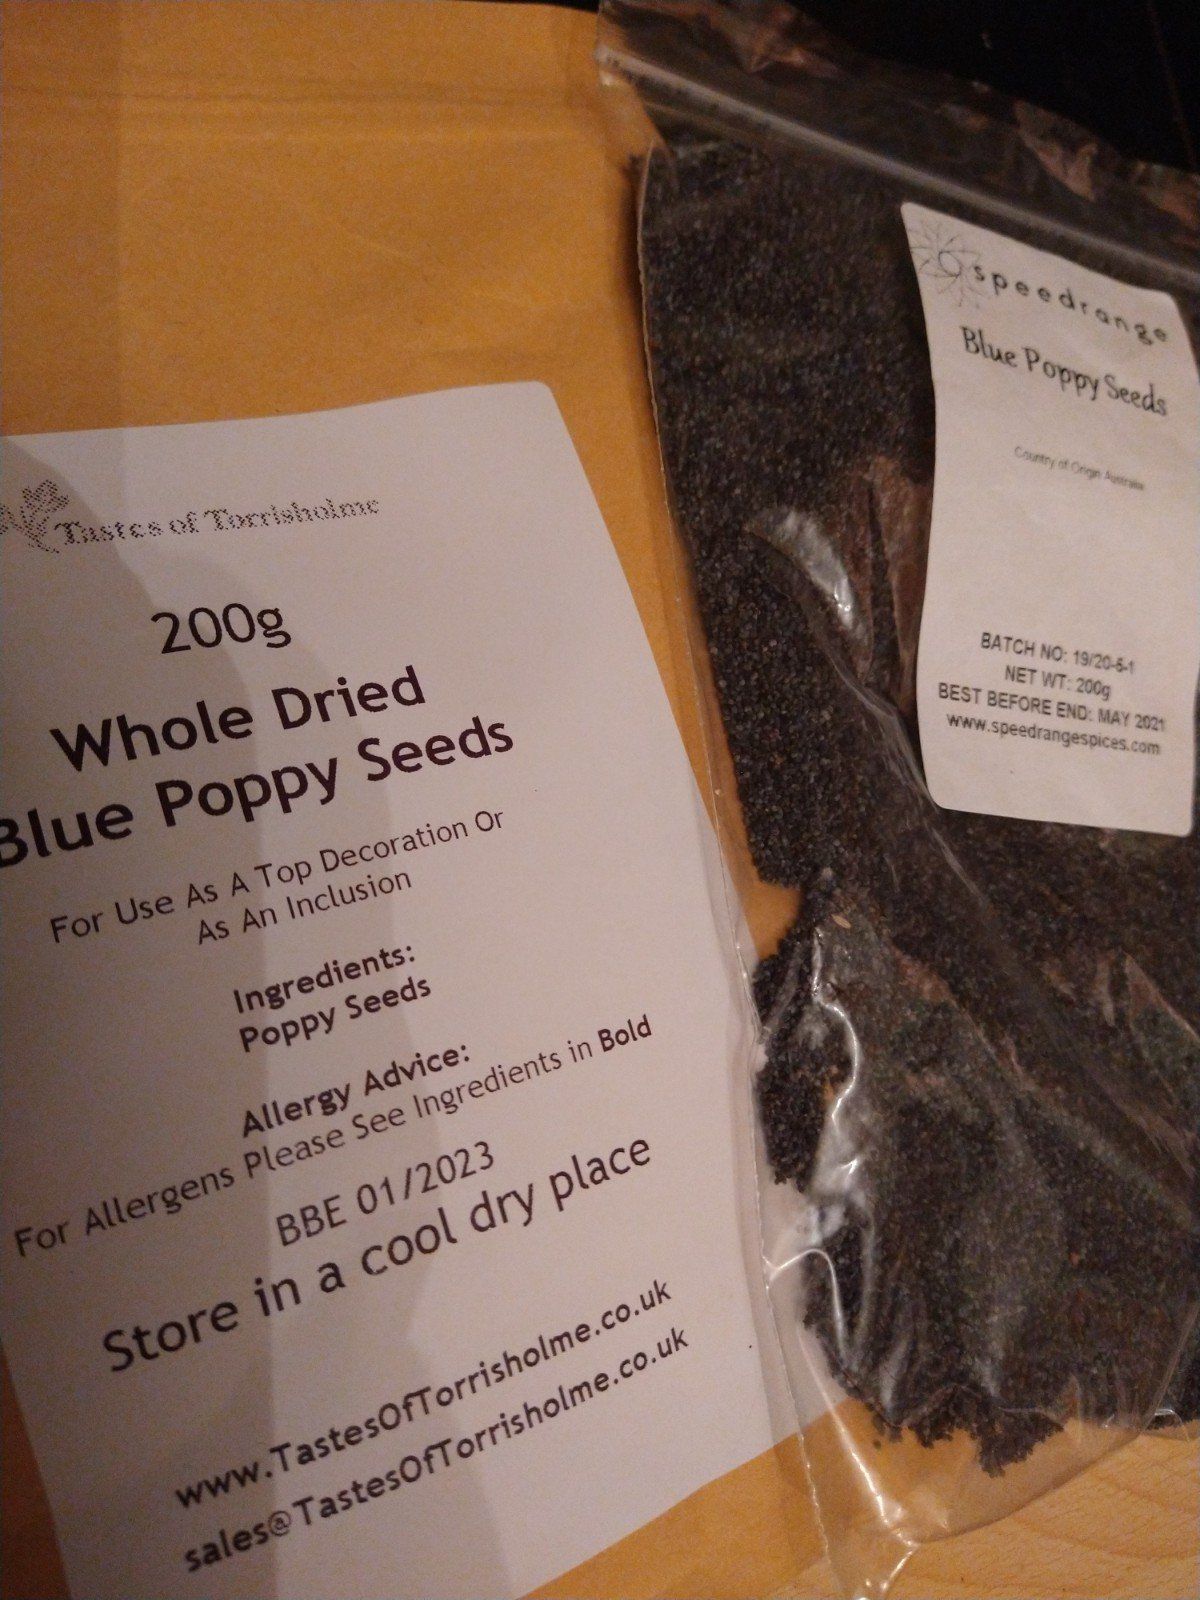 Tastes of Torrisholme
200g
Whole Dried
Blue Poppy Seeds
For Use As A Top Decoration Or
As An Inclusion
Ingredients:
Poppy Seeds
Allergy Advice:
For Allergens Please See Ingredients in Bold
BBE 01/2023
Store in a cool dry place
www.TastesOfTorrisholme.co.uk
sales@TastesOfTorrisholme.co.uk
speedrange
Blue Poppy Seeds
Country of Origin Australia
BATCH NO: 19/20-5-1
NET WT: 200g
BEST BEFORE END: MAY 2021
www.speedrangespices.com